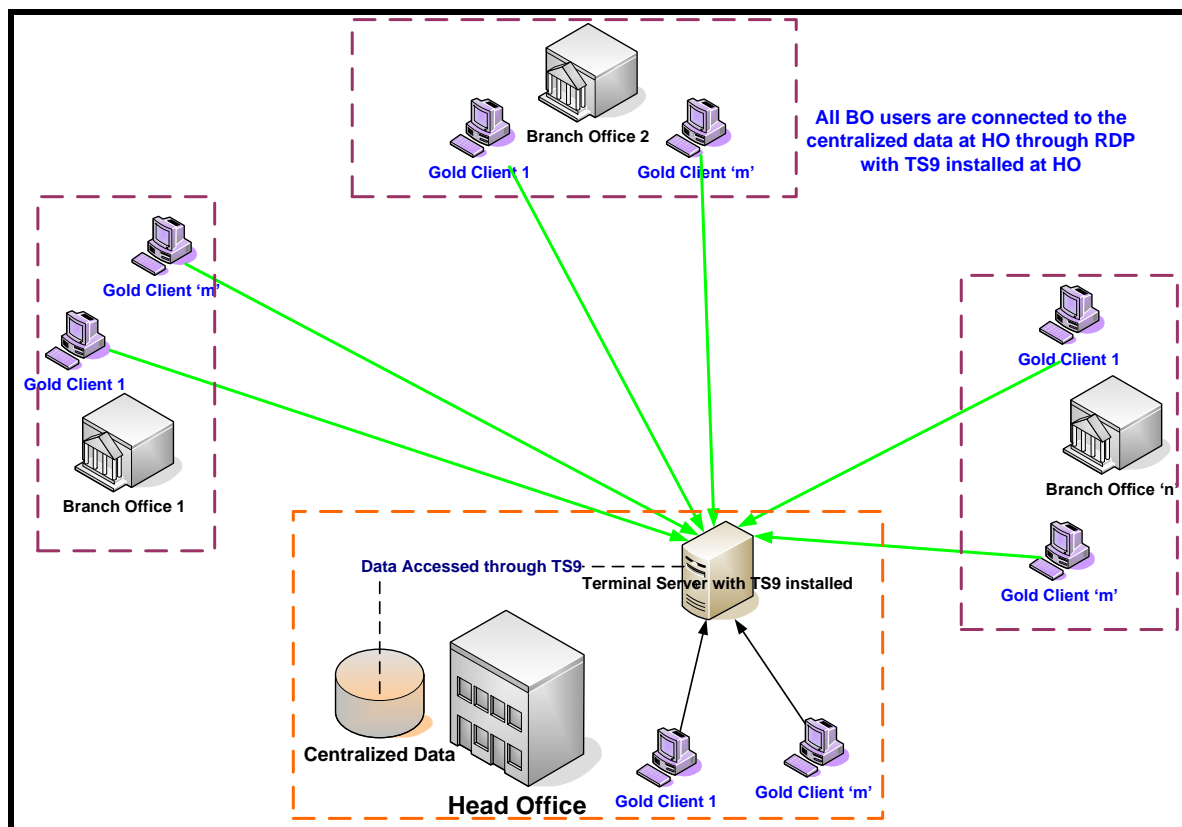 Branch Office 2
Gold Client 1
Gold Client ‘m’
All BO users are connected to the
centralized data at HO through RDP
with TS9 installed at HO
Gold Client ‘m’
Gold Client 1
Branch Office 1
Gold Client 1
Branch Office ‘n’
Gold Client ‘m’
Data Accessed through TS9
Terminal Server with TS9 installed
Centralized Data
Head Office
Gold Client 1
Gold Client ‘m’